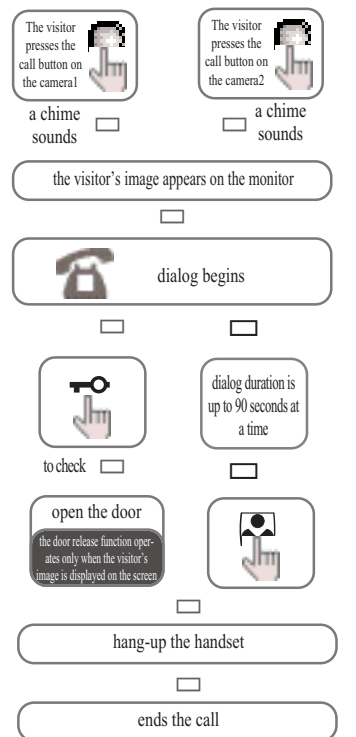 The visitor
presses the
call button on
the camera1
The visitor
presses the
call button on
the camera2
a chime
sounds
a chime
sounds
the visitor's image appears on the monitor
dialog begins
dialog duration is
up to 90 seconds at
a time
to check
open the door
the door release function oper-
ates only when the visitor's
image is displayed on the screen
hang-up the handset
ends the call